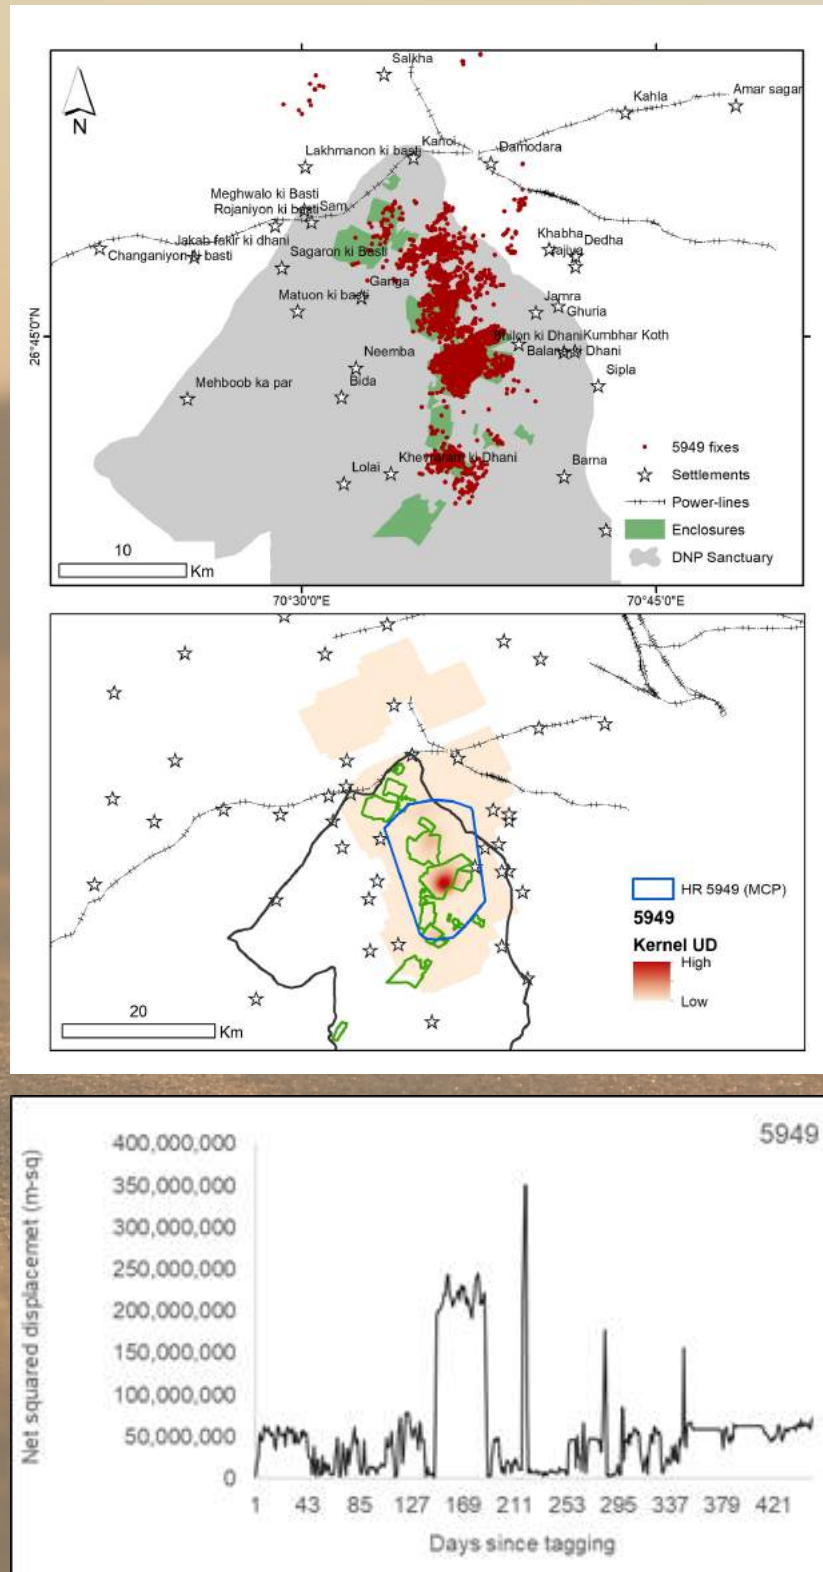 Salkha
N
Kahla
Amar sagar
Kanoi
Lakhmanon ki basti
Damodara
Meghwalo ki Basti
Rojaniyon ki basti
Sam
Jakab fakir ki dhani
Changaniyon ki basti
Sagaron ki Basti
Khabha
Dedha
Ganga
Matuon ki basti
Jamra
Ghuria
26°45'0"N
Khilon ki Dhani
Kumbhar Koth
Neemba
Dhani
Bida
Sipla
Mehboob ka par
Lolai
ki Dhani
Barna
5949 fixes
Settlements
Power-lines
Enclosures
DNP Sanctuary
10
Km
70°30'0"E
70°45'0"E
HR 5949 (MCP)
5949
Kernel UD
High
Low
20
Km
5949
Net squared displacemet (m-sq)
400,000,000
350,000,000
300,000,000
250,000,000
200,000,000
150,000,000
100,000,000
50,000,000
0
1 43 85 127 169 211 253 295 337 379 421
Days since tagging